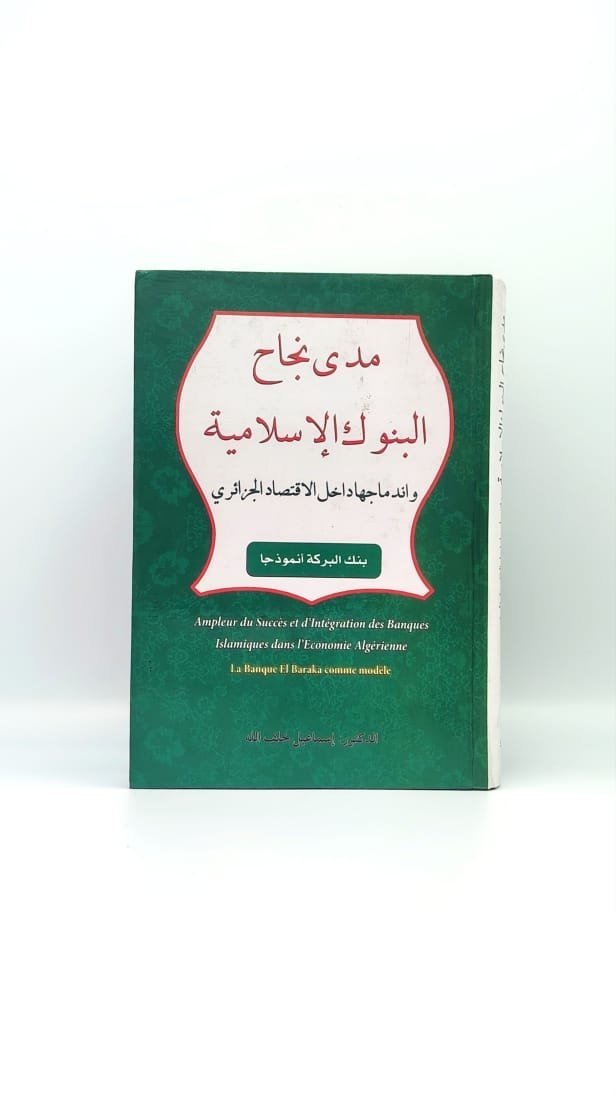 مدى نجاح
البنوك الإسلامية
واندماجها داخل الاقتصاد الجزائري
بنك البركة أنموذجا
Ampleur du Succès et d'Intégration des Banques
Islamiques dans l'Economie Algérienne
La Banque El Baraka comme modèle
الدكتور: إسماعيل خلف الله